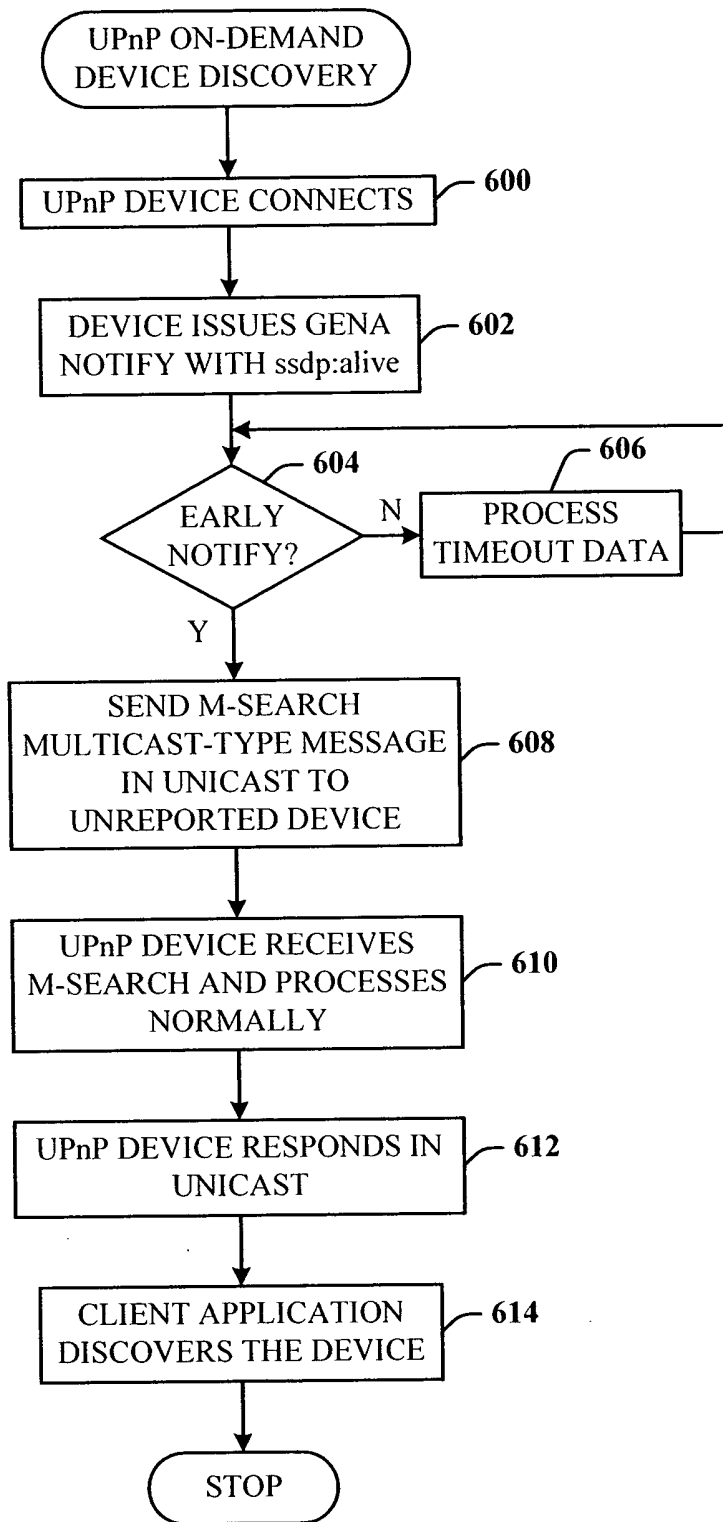 UPnP ON-DEMAND
DEVICE DISCOVERY
UPnP DEVICE CONNECTS
600
DEVICE ISSUES GENA
NOTIFY WITH ssdp:alive
602
604
EARLY
NOTIFY?
N
606
PROCESS
TIMEOUT DATA
Y
SEND M-SEARCH
MULTICAST-TYPE MESSAGE
IN UNICAST TO
UNREPORTED DEVICE
608
UPnP DEVICE RECEIVES
M-SEARCH AND PROCESSES
NORMALLY
610
UPnP DEVICE RESPONDS IN
UNICAST
612
CLIENT APPLICATION
DISCOVERS THE DEVICE
614
STOP